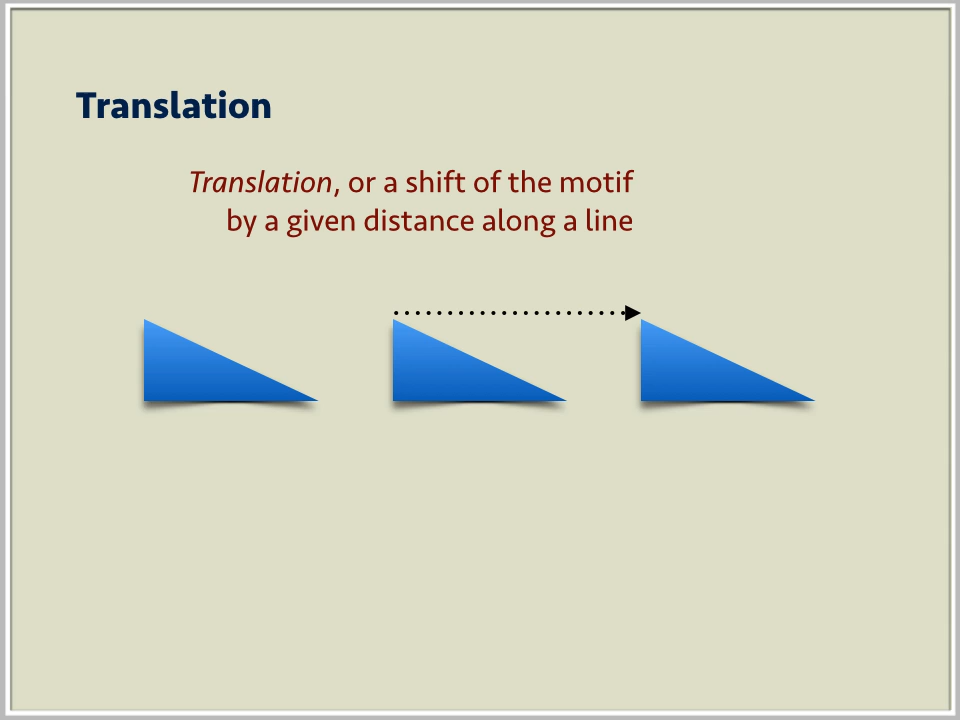 Translation
Translation, or a shift of the motif
by a given distance along a line